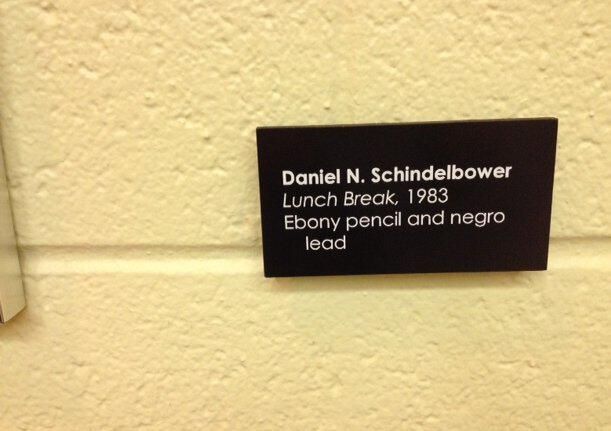 Daniel N. Schindelbower
Lunch Break, 1983
Ebony pencil and negro
lead